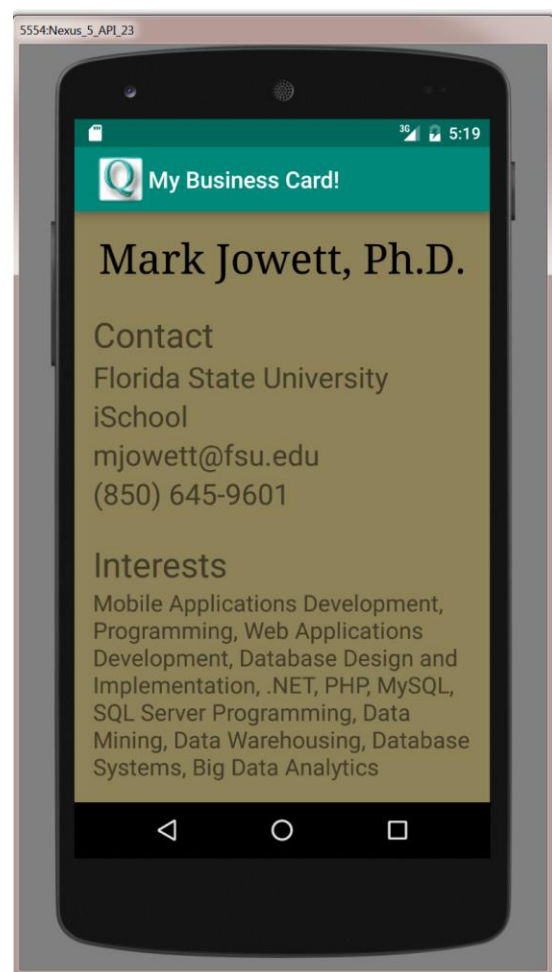 5554:Nexus_5_API_23
3G 5:19
Q My Business Card!
Mark Jowett, Ph.D.
Contact
Florida State University
iSchool
mjowett@fsu.edu
(850) 645-9601
Interests
Mobile Applications Development,
Programming, Web Applications
Development, Database Design and
Implementation, .NET, PHP, MySQL,
SQL Server Programming, Data
Mining, Data Warehousing, Database
Systems, Big Data Analytics